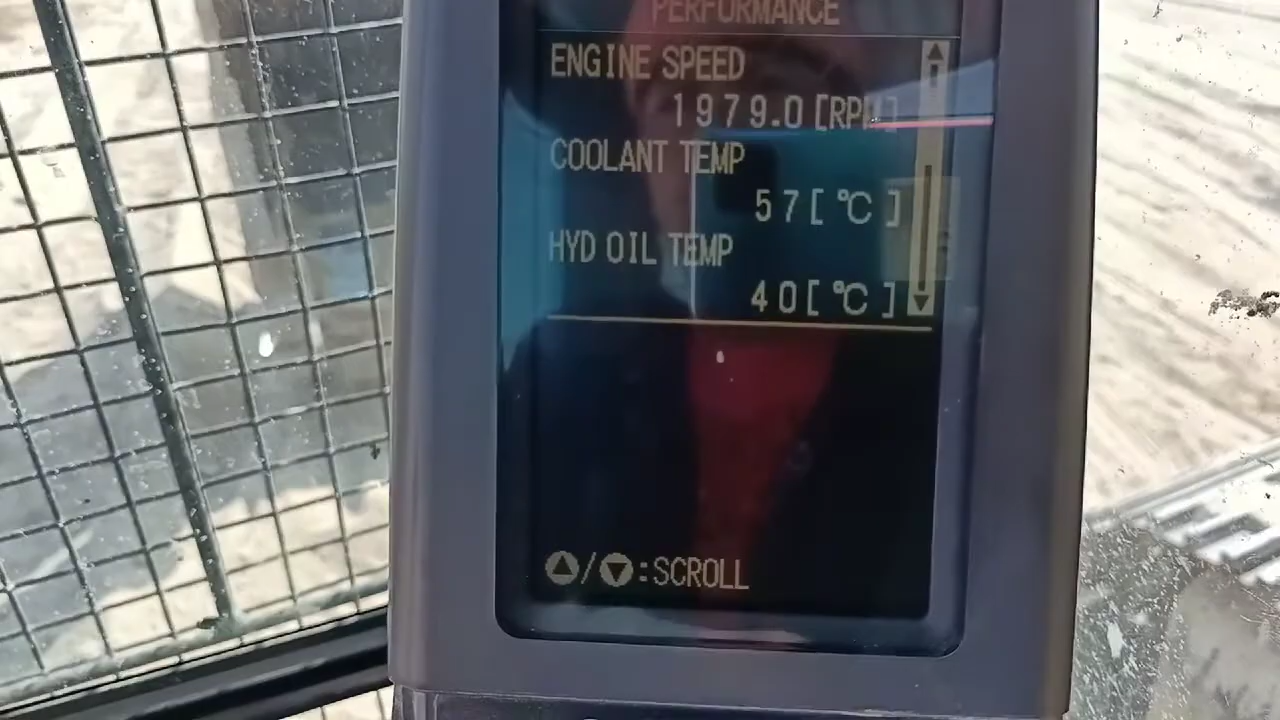 PERFORMANCE
ENGINE SPEED
1979.0 [RPM]
COOLANT TEMP
57[℃]
HYD OIL TEMP
40[℃]
▲/▼:SCROLL